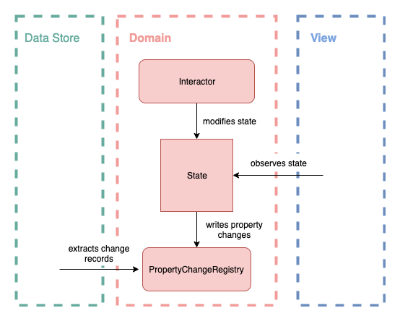 Data Store
Domain
View
Interactor
modifies state
State
observes state
writes property
changes
extracts change
records
PropertyChangeRegistry